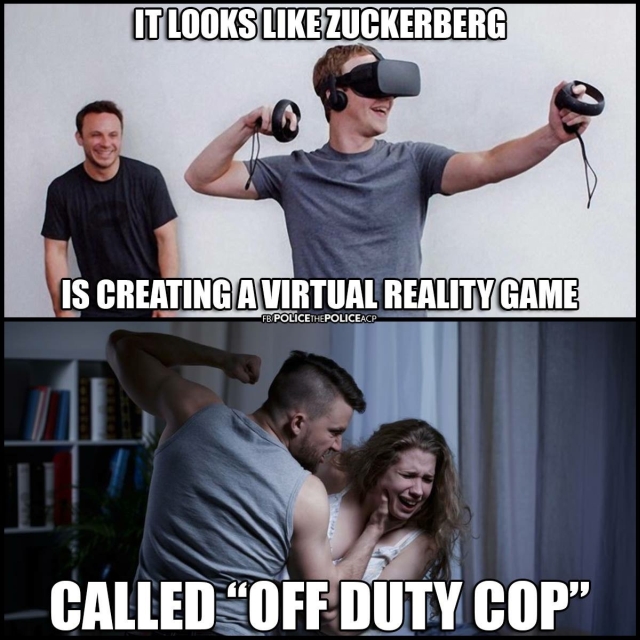 IT LOOKS LIKE ZUCKERBERG
IS CREATING A VIRTUAL REALITY GAME
FB/POLICETHEPOLICEACP
CALLED “OFF DUTY COP”